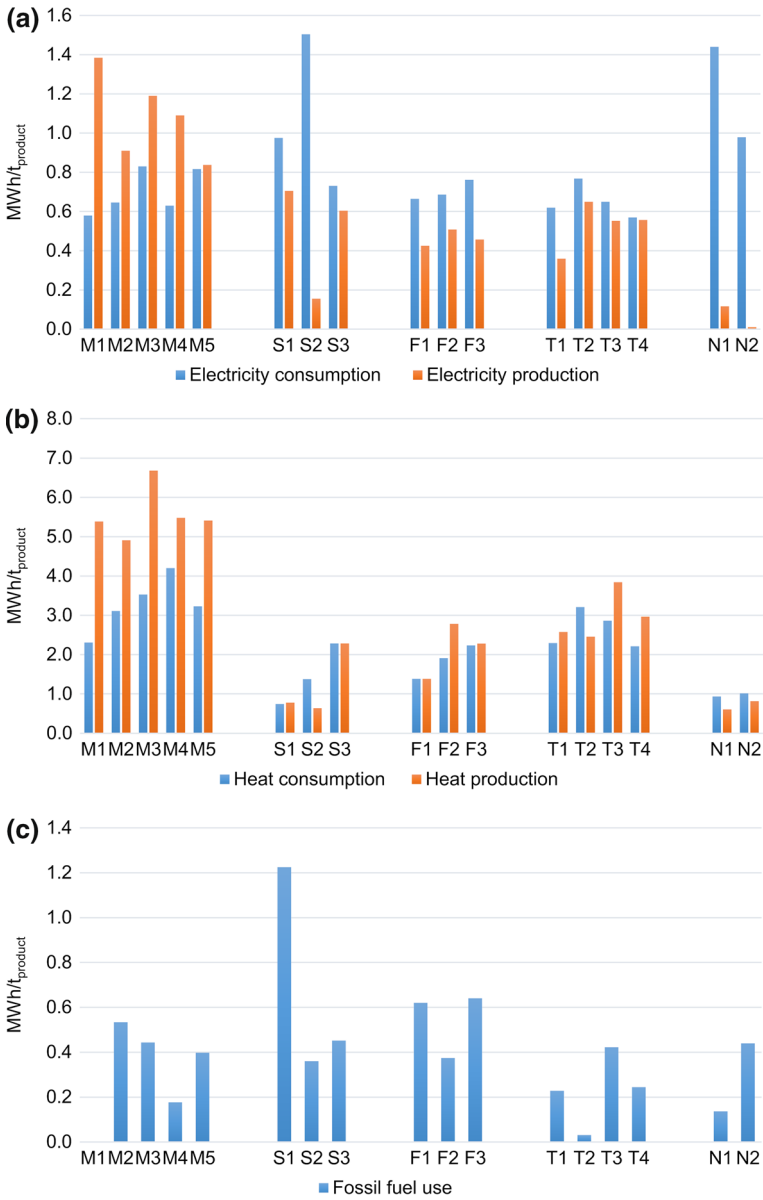 (a)
1.6
1.4
1.2
1.0
0.8
0.6
0.4
0.2
0.0
MWh/tproduct
M1 M2 M3 M4 M5 S1 S2 S3 F1 F2 F3 T1 T2 T3 T4 N1 N2
Electricity consumption Electricity production
(b)
8.0
7.0
6.0
5.0
4.0
3.0
2.0
1.0
0.0
MWh/tproduct
M1 M2 M3 M4 M5 S1 S2 S3 F1 F2 F3 T1 T2 T3 T4 N1 N2
Heat consumption Heat production
(c)
1.4
1.2
1.0
0.8
0.6
0.4
0.2
0.0
MWh/tproduct
M1 M2 M3 M4 M5 S1 S2 S3 F1 F2 F3 T1 T2 T3 T4 N1 N2
Fossil fuel use